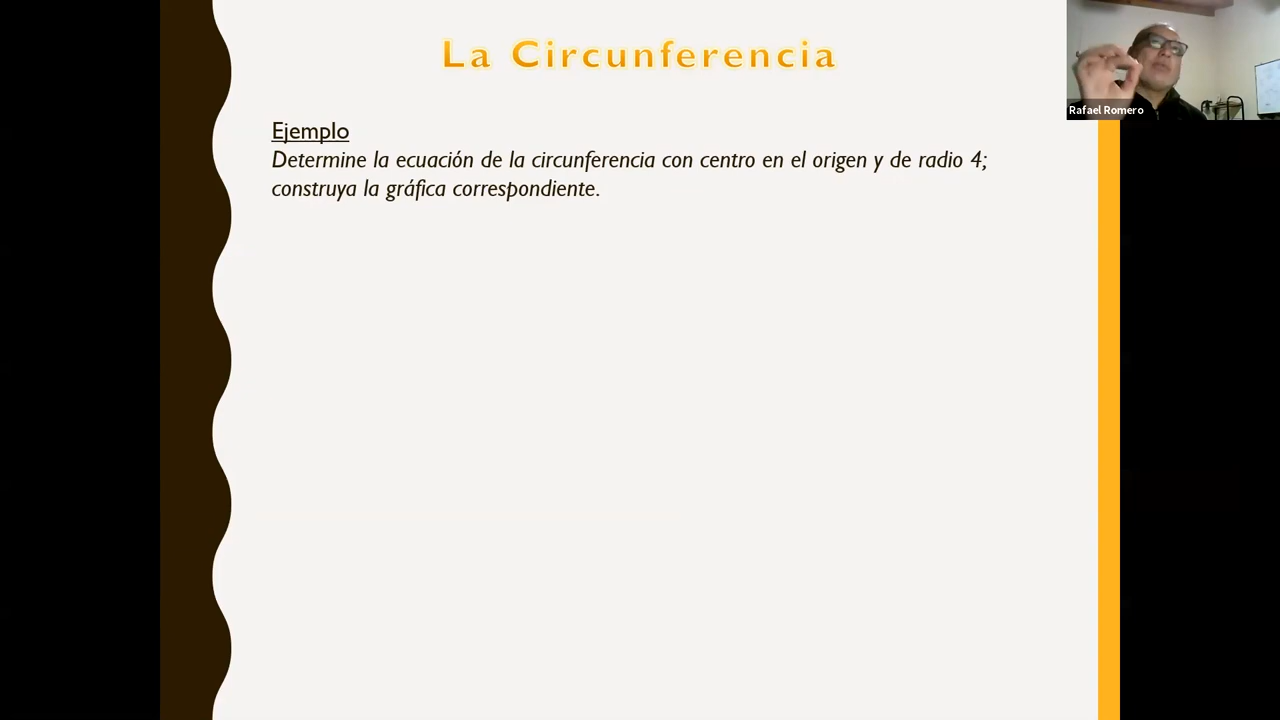 La Circunferencia
Rafael Romero
Ejemplo
Determine la ecuación de la circunferencia con centro en el origen y de radio 4;
construya la gráfica correspondiente.